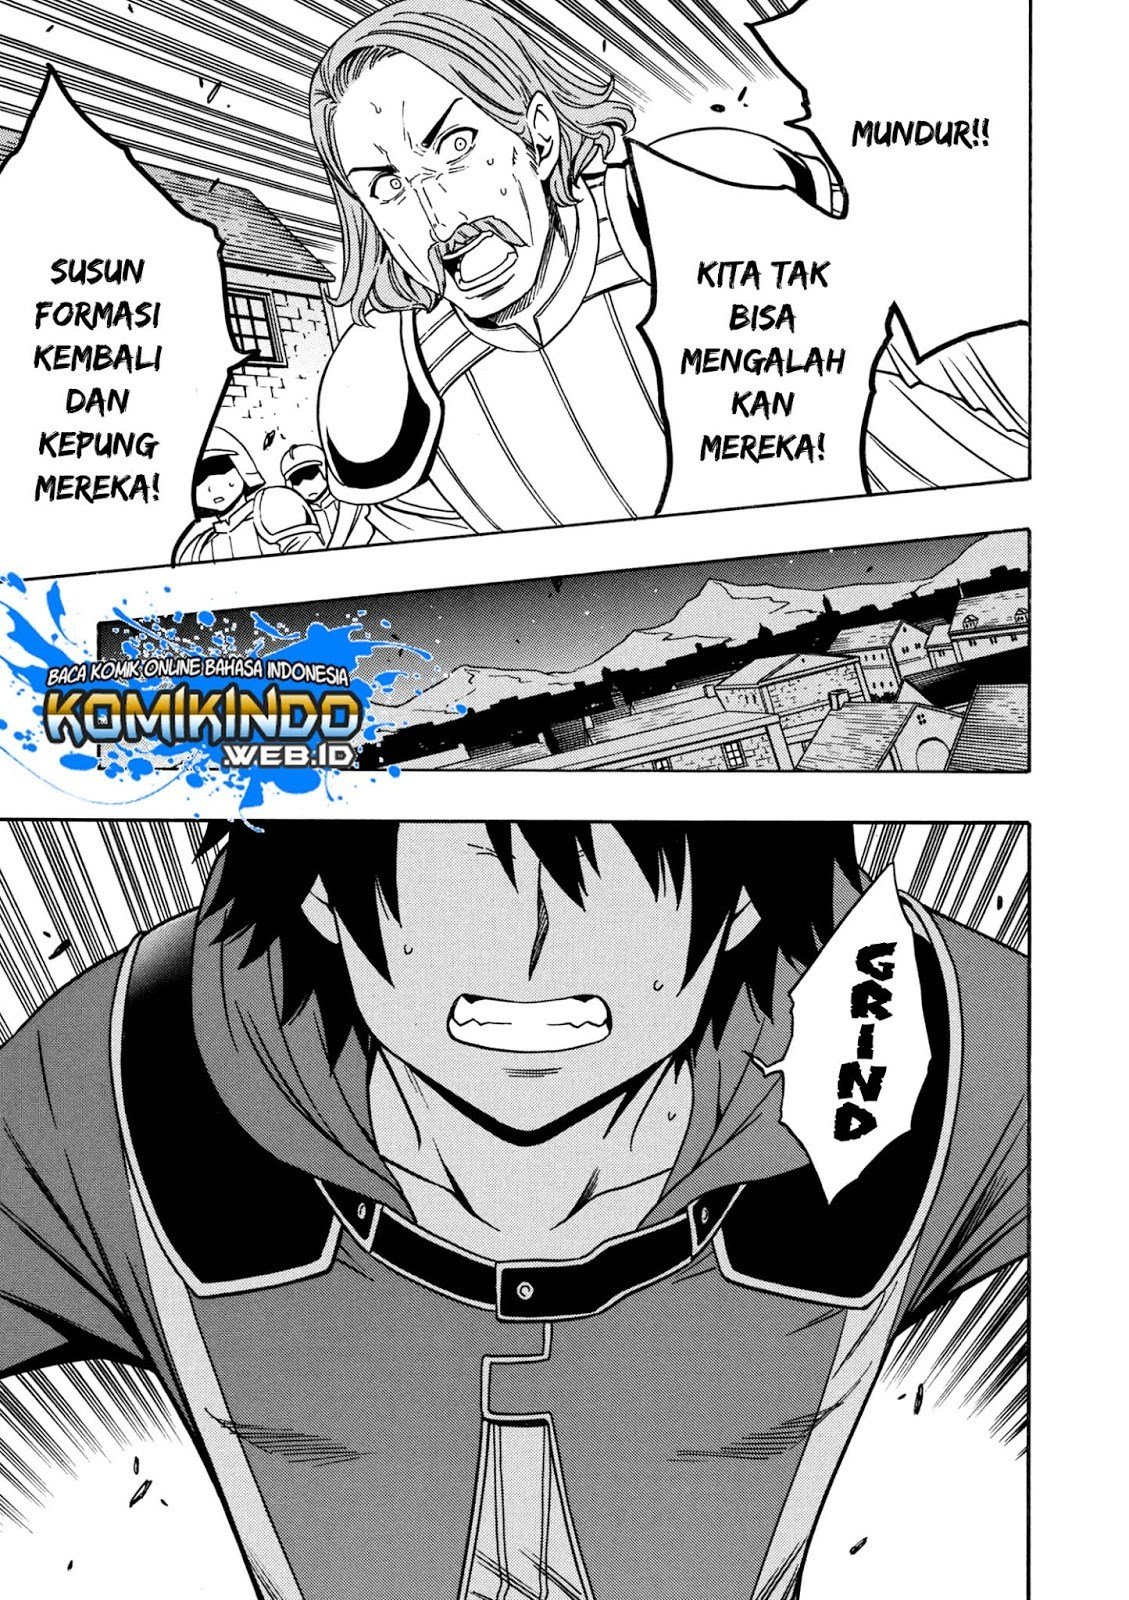 MUNDUR!!
KITA TAK
BISA
MENGALAH
KAN
MEREKA!
SUSUN
FORMASI
KEMBALI
DAN
KEPUNG
MEREKA!
BACA KOMIK ONLINE BAHASA INDONESIA
KOMIKINDO
.WEB.ID
GRIND